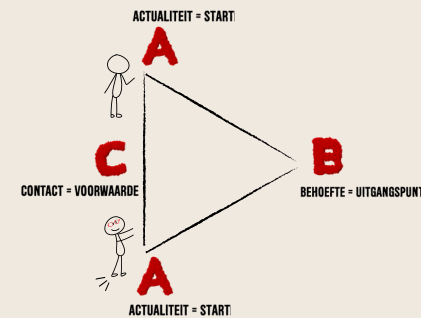 ACTUALITEIT = START
A
C
CONTACT = VOORWAARDE
B
BEHOEFTE = UITGANGSPUNT
A
ACTUALITEIT = START